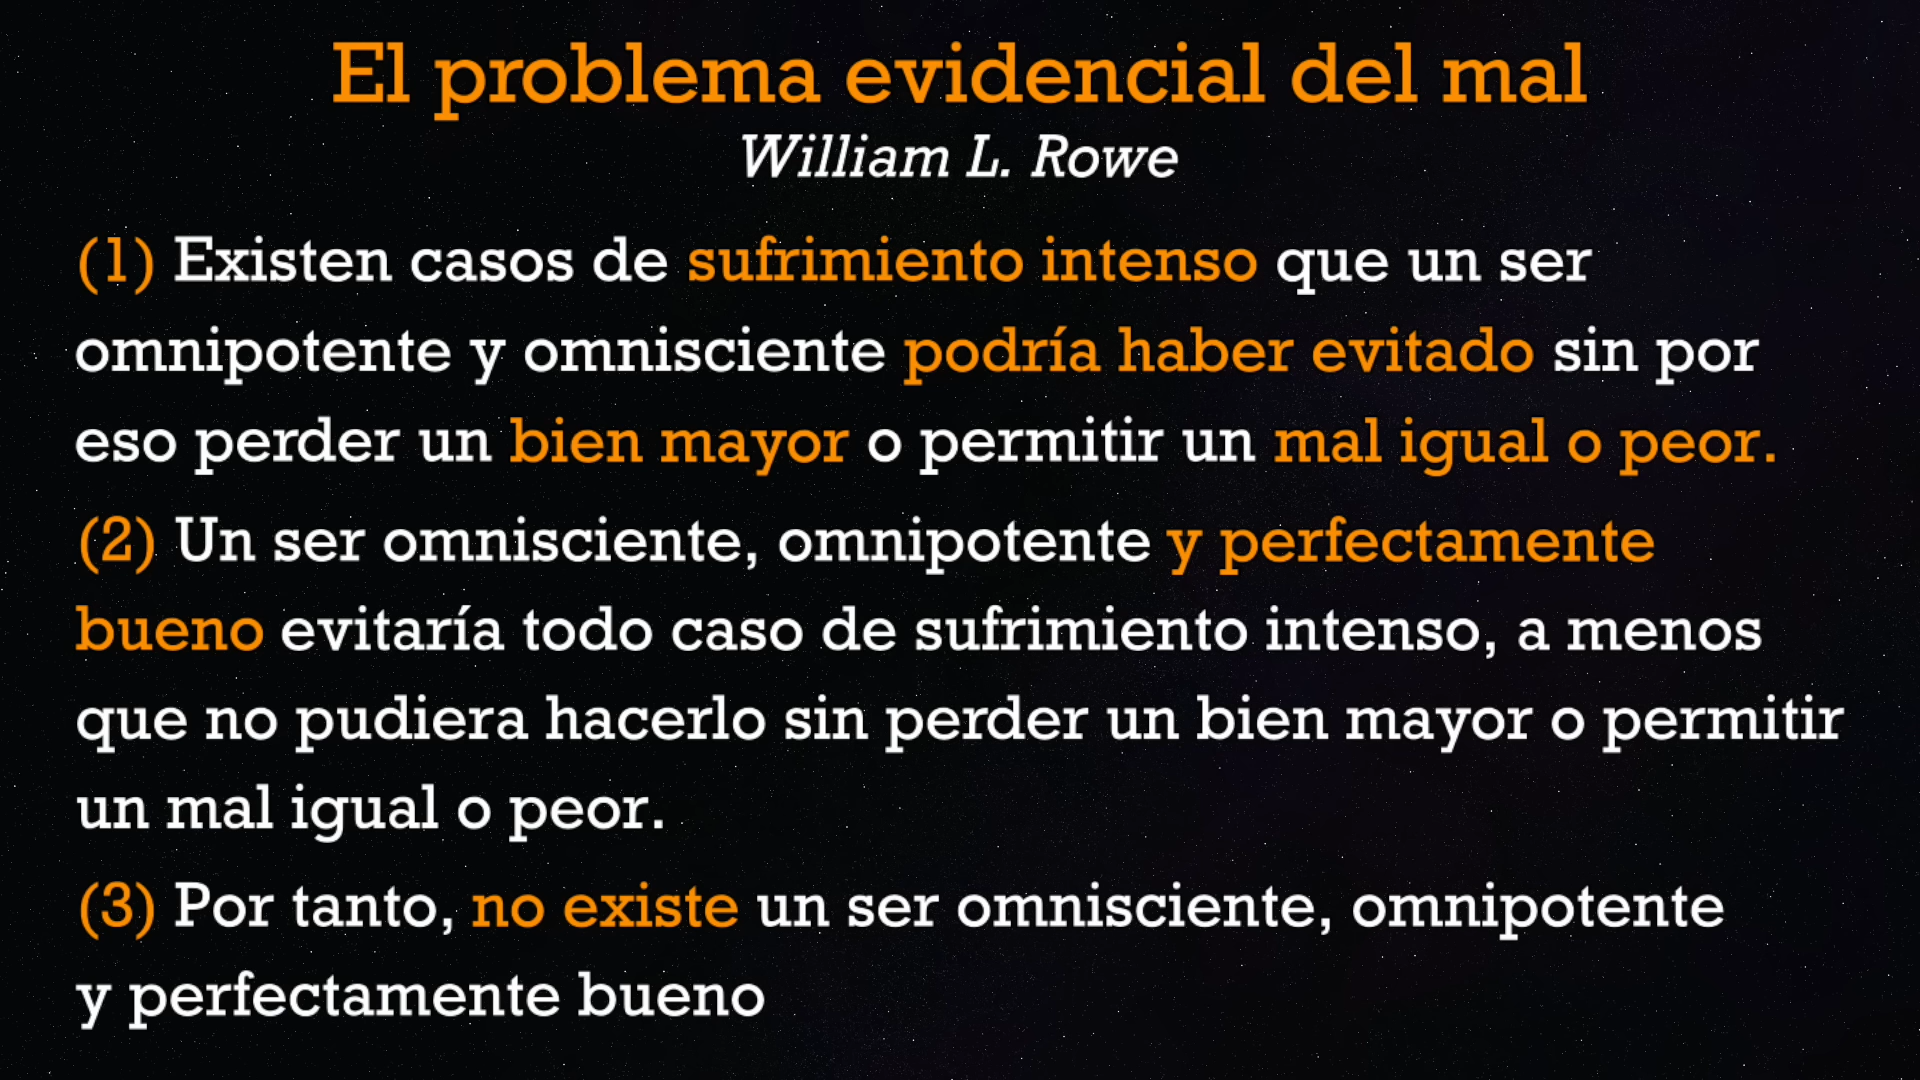 El problema evidencial del mal
William L. Rowe
(1) Existen casos de sufrimiento intenso que un ser
omnipotente y omnisciente podría haber evitado sin por
eso perder un bien mayor o permitir un mal igual o peor.
(2) Un ser omnisciente, omnipotente y perfectamente
bueno evitaría todo caso de sufrimiento intenso, a menos
que no pudiera hacerlo sin perder un bien mayor o permitir
un mal igual o peor.
(3) Por tanto, no existe un ser omnisciente, omnipotente
y perfectamente bueno